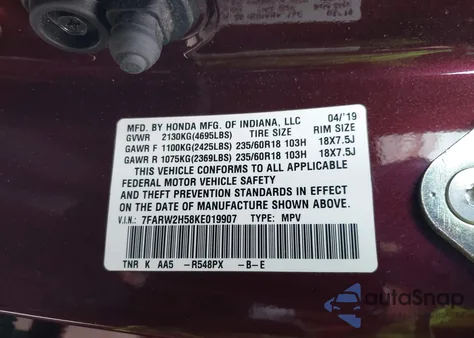 MFD. BY HONDA MFG. OF INDIANA, LLC 04/'19
GVWR 2130KG(4695LBS) TIRE SIZE RIM SIZE
GAWR F 1100KG(2425LBS) 235/60R18 103H 18X7.5J
GAWR R 1075KG(2369LBS) 235/60R18 103H 18X7.5J
THIS VEHICLE CONFORMS TO ALL APPLICABLE
FEDERAL MOTOR VEHICLE SAFETY
AND THEFT PREVENTION STANDARDS IN EFFECT
ON THE DATE OF MANUFACTURE SHOWN ABOVE.
V.I.N.: 7FARW2H58KE019907 TYPE: MPV
TNR K AA5 -R548PX -B-E
autoSnap